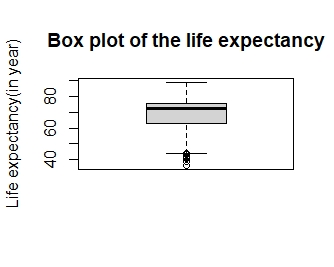 Box plot of the life expectancy
Life expectancy(in year)
80
60
40